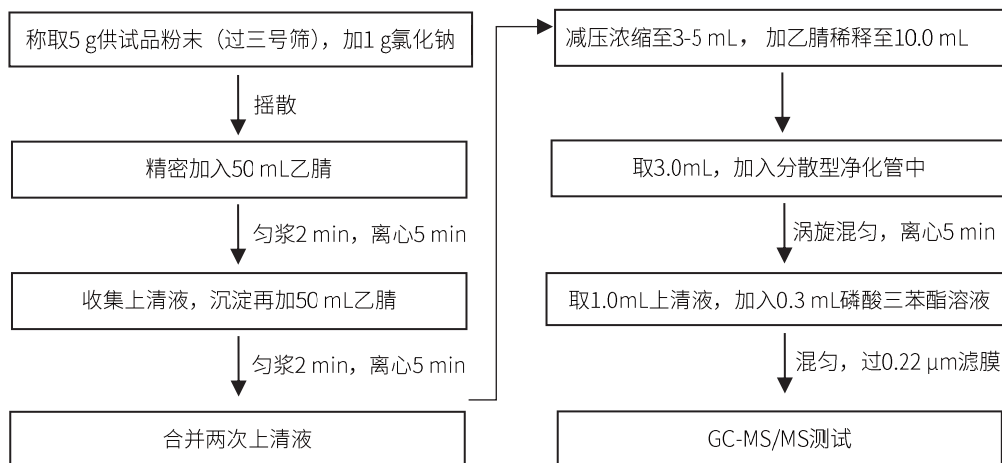 称取5 g供试品粉末（过三号筛），加1 g氯化钠
摇散
精密加入50 mL乙腈
匀浆2 min，离心5 min
收集上清液，沉淀再加50 mL乙腈
匀浆2 min，离心5 min
合并两次上清液
减压浓缩至3-5 mL， 加乙腈稀释至10.0 mL
取3.0mL，加入分散型净化管中
涡旋混匀，离心5 min
取1.0mL上清液，加入0.3 mL磷酸三苯酯溶液
混匀，过0.22 μm滤膜
GC-MS/MS测试